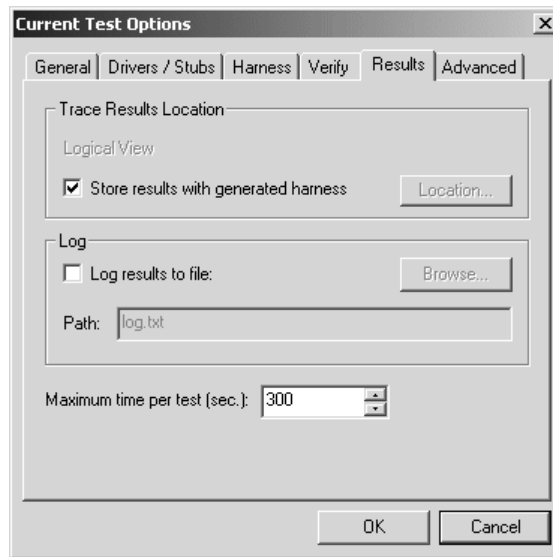 Current Test Options
General Drivers / Stubs Harness Verify Results Advanced
Trace Results Location
Logical View
Store results with generated harness Location...
Log
Log results to file: Browse...
Path: log.txt
Maximum time per test (sec.): 300
OK Cancel